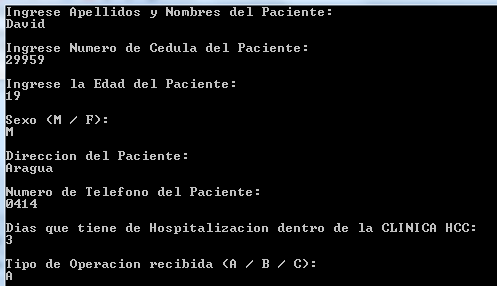 Ingrese Apellidos y Nombres del Paciente:
David
Ingrese Numero de Cedula del Paciente:
29959
Ingrese la Edad del Paciente:
19
Sexo (M / F):
M
Direccion del Paciente:
Aragua
Numero de Telefono del Paciente:
0414
Dias que tiene de Hospitalizacion dentro de la CLINICA HCC:
3
Tipo de Operacion recibida (A / B / C):
A